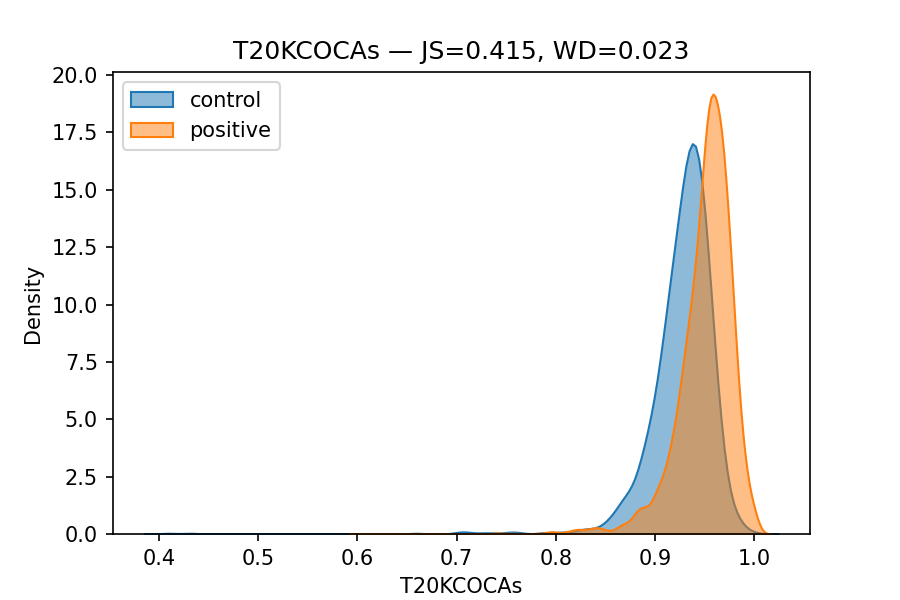 T20KCOCAs — JS=0.415, WD=0.023
control
positive
20.0
17.5
15.0
12.5
10.0
7.5
5.0
2.5
0.0
Density
0.4 0.5 0.6 0.7 0.8 0.9 1.0
T20KCOCAs